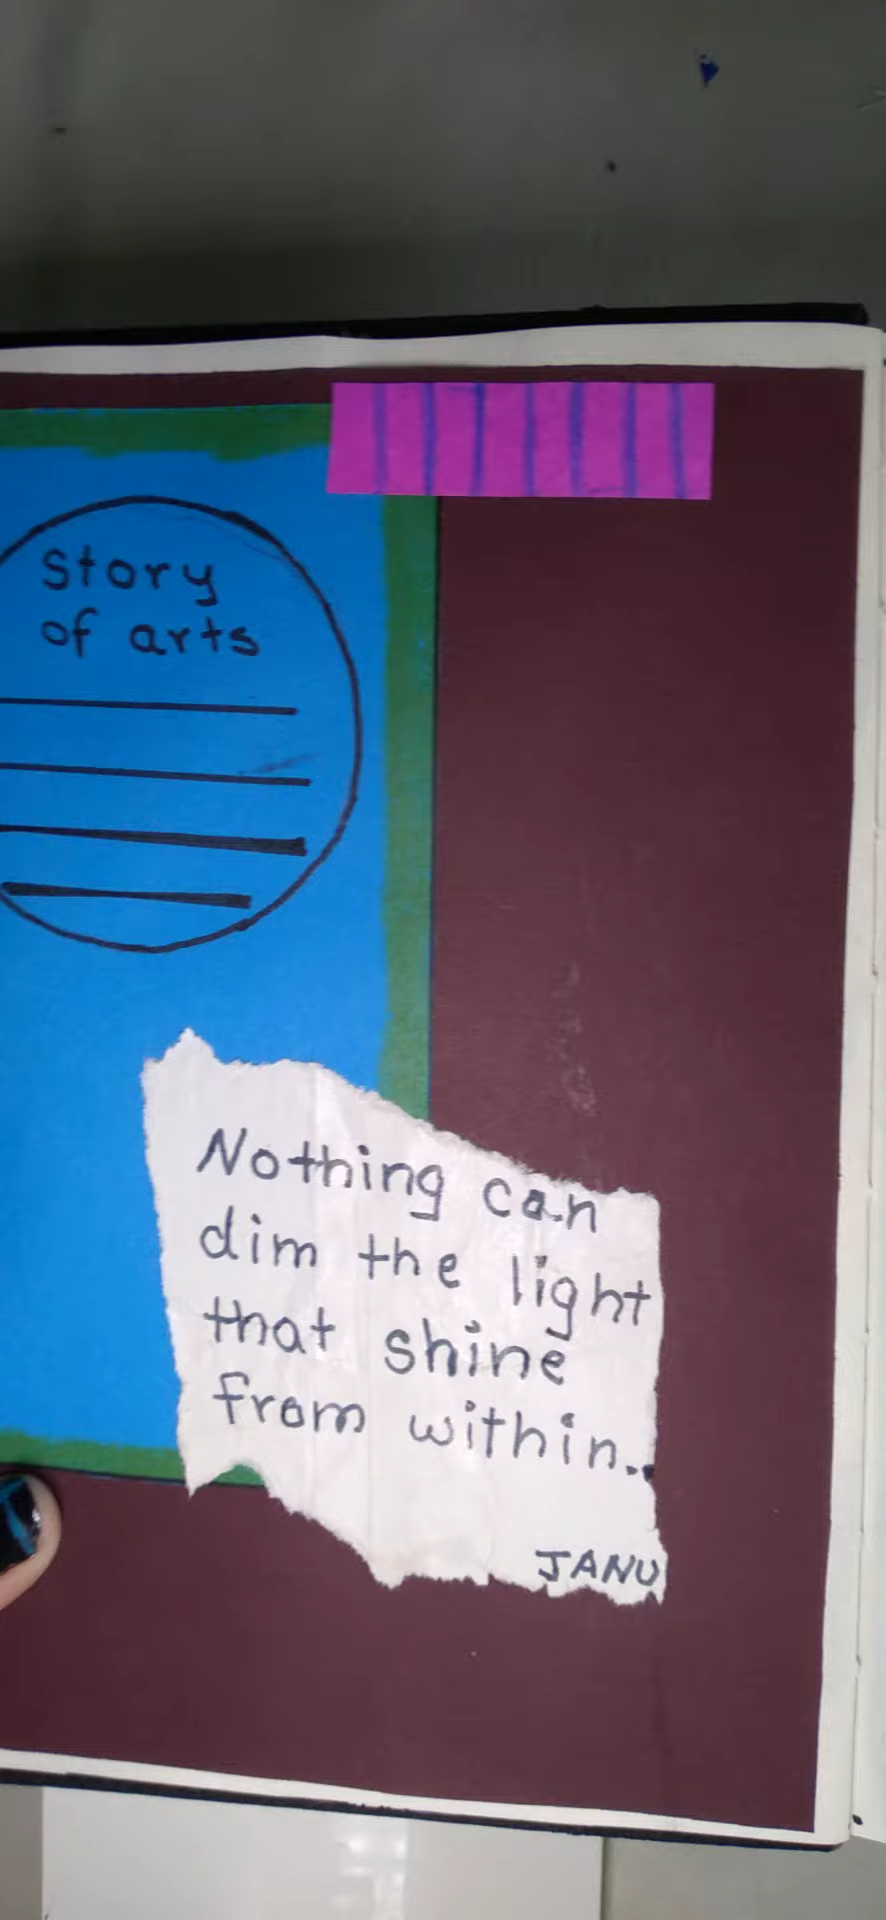 story
of arts
Nothing can
dim the light
that shine
from within..
JANU